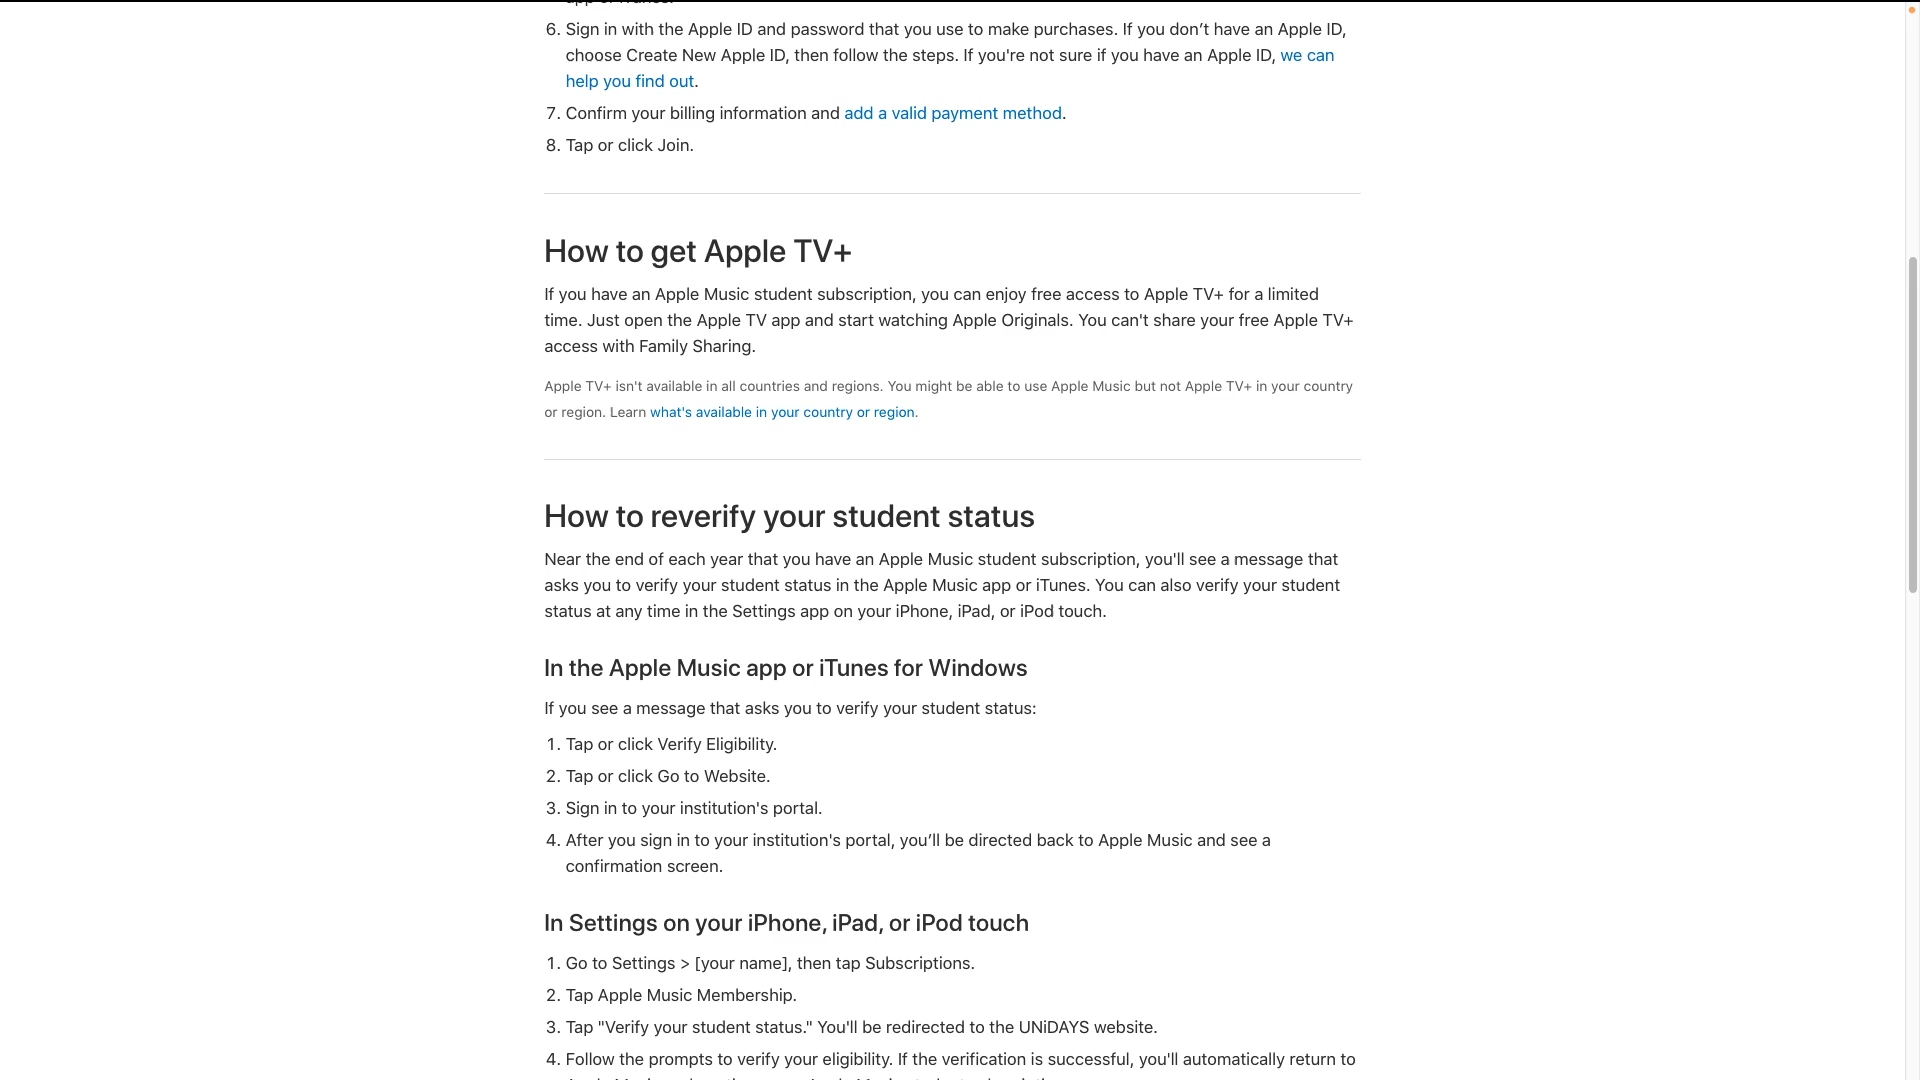 6. Sign in with the Apple ID and password that you use to make purchases. If you don’t have an Apple ID,
choose Create New Apple ID, then follow the steps. If you're not sure if you have an Apple ID, we can
help you find out.
7. Confirm your billing information and add a valid payment method.
8. Tap or click Join.
How to get Apple TV+
If you have an Apple Music student subscription, you can enjoy free access to Apple TV+ for a limited
time. Just open the Apple TV app and start watching Apple Originals. You can't share your free Apple TV+
access with Family Sharing.
Apple TV+ isn't available in all countries and regions. You might be able to use Apple Music but not Apple TV+ in your country
or region. Learn what's available in your country or region.
How to reverify your student status
Near the end of each year that you have an Apple Music student subscription, you'll see a message that
asks you to verify your student status in the Apple Music app or iTunes. You can also verify your student
status at any time in the Settings app on your iPhone, iPad, or iPod touch.
In the Apple Music app or iTunes for Windows
If you see a message that asks you to verify your student status:
1. Tap or click Verify Eligibility.
2. Tap or click Go to Website.
3. Sign in to your institution's portal.
4. After you sign in to your institution's portal, you’ll be directed back to Apple Music and see a
confirmation screen.
In Settings on your iPhone, iPad, or iPod touch
1. Go to Settings > [your name], then tap Subscriptions.
2. Tap Apple Music Membership.
3. Tap "Verify your student status." You'll be redirected to the UNiDAYS website.
4. Follow the prompts to verify your eligibility. If the verification is successful, you'll automatically return to